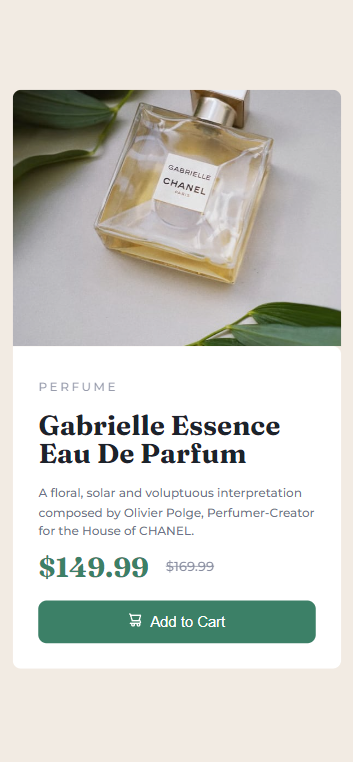 GABRIELLE
CHANEL
PARIS
PERFUME
Gabrielle Essence
Eau De Parfum
A floral, solar and voluptuous interpretation
composed by Olivier Polge, Perfumer-Creator
for the House of CHANEL.
$149.99 $169.99
Add to Cart